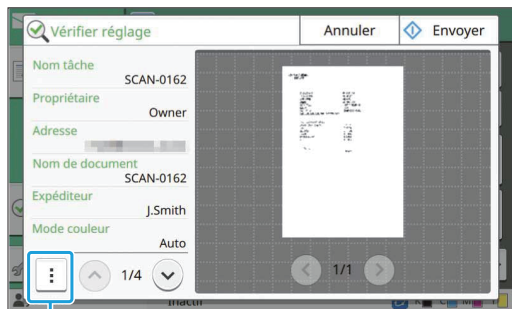 Vérifier réglage
Annuler
Envoyer
Nom tâche
SCAN-0162
Propriétaire
Owner
Adresse
Nom de document
SCAN-0162
Expéditeur
J.Smith
Mode couleur
Auto
1/4
1/1
Inactif
K C M Y